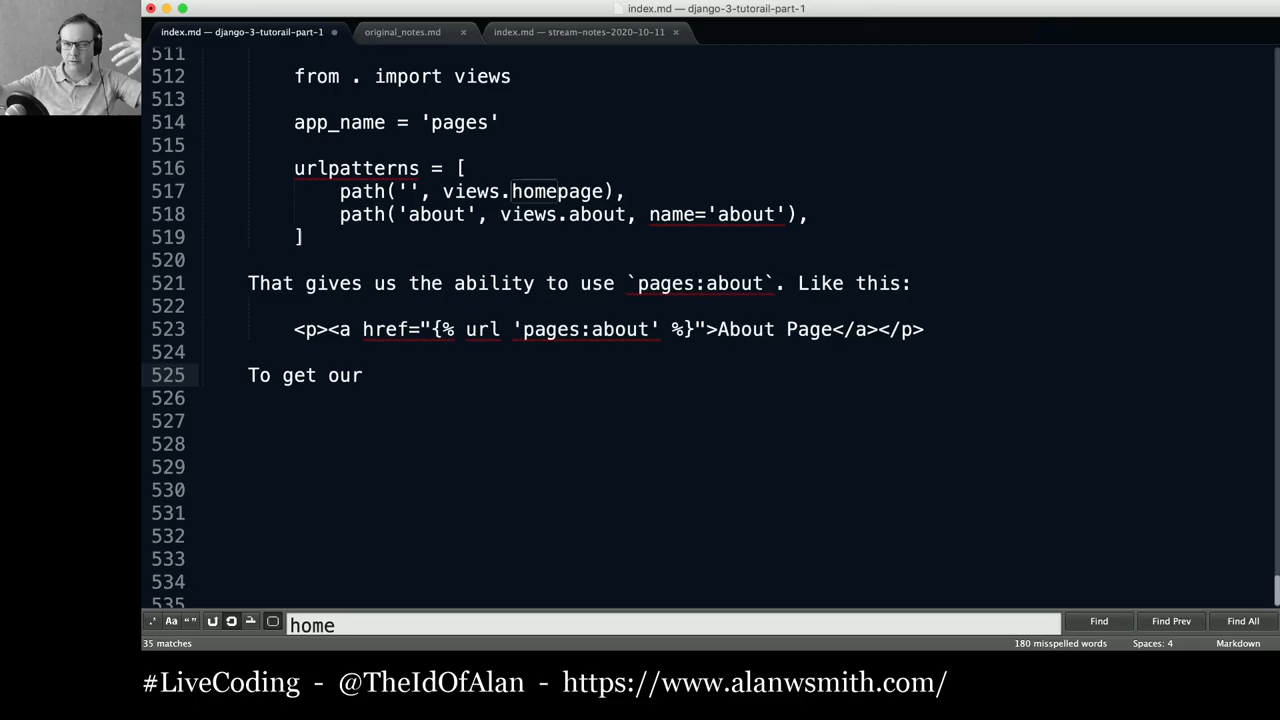 index.md — django-3-tutorail-part-1
index.md — django-3-tutorail-part-1
original_notes.md
index.md — stream-notes-2020-10-11
511
512 from . import views
513
514 app_name = 'pages'
515
516 urlpatterns = [
517 path('', views.homepage),
518 path('about', views.about, name='about'),
519 ]
520
521 That gives us the ability to use `pages:about`. Like this:
522
523 <p><a href="{% url 'pages:about' %}">About Page</a></p>
524
525 To get our
526
527
528
529
530
531
532
533
534
535
.* Aa “”
home
Find Find Prev Find All
35 matches
180 misspelled words Spaces: 4 Markdown
#LiveCoding - @TheIdOfAlan - https://www.alanwsmith.com/